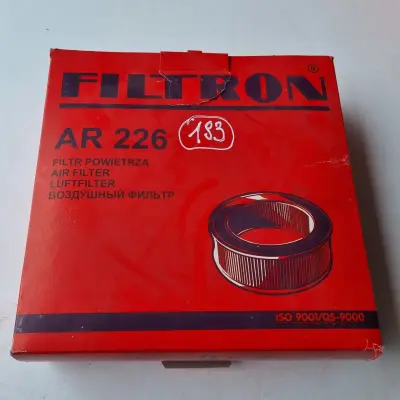 FILTRON®
AR 226
183
FILTR POWIETRZA
AIR FILTER
LUFTFILTER
ВОЗДУШНЫЙ ФИЛЬТР
ISO 9001/QS-9000